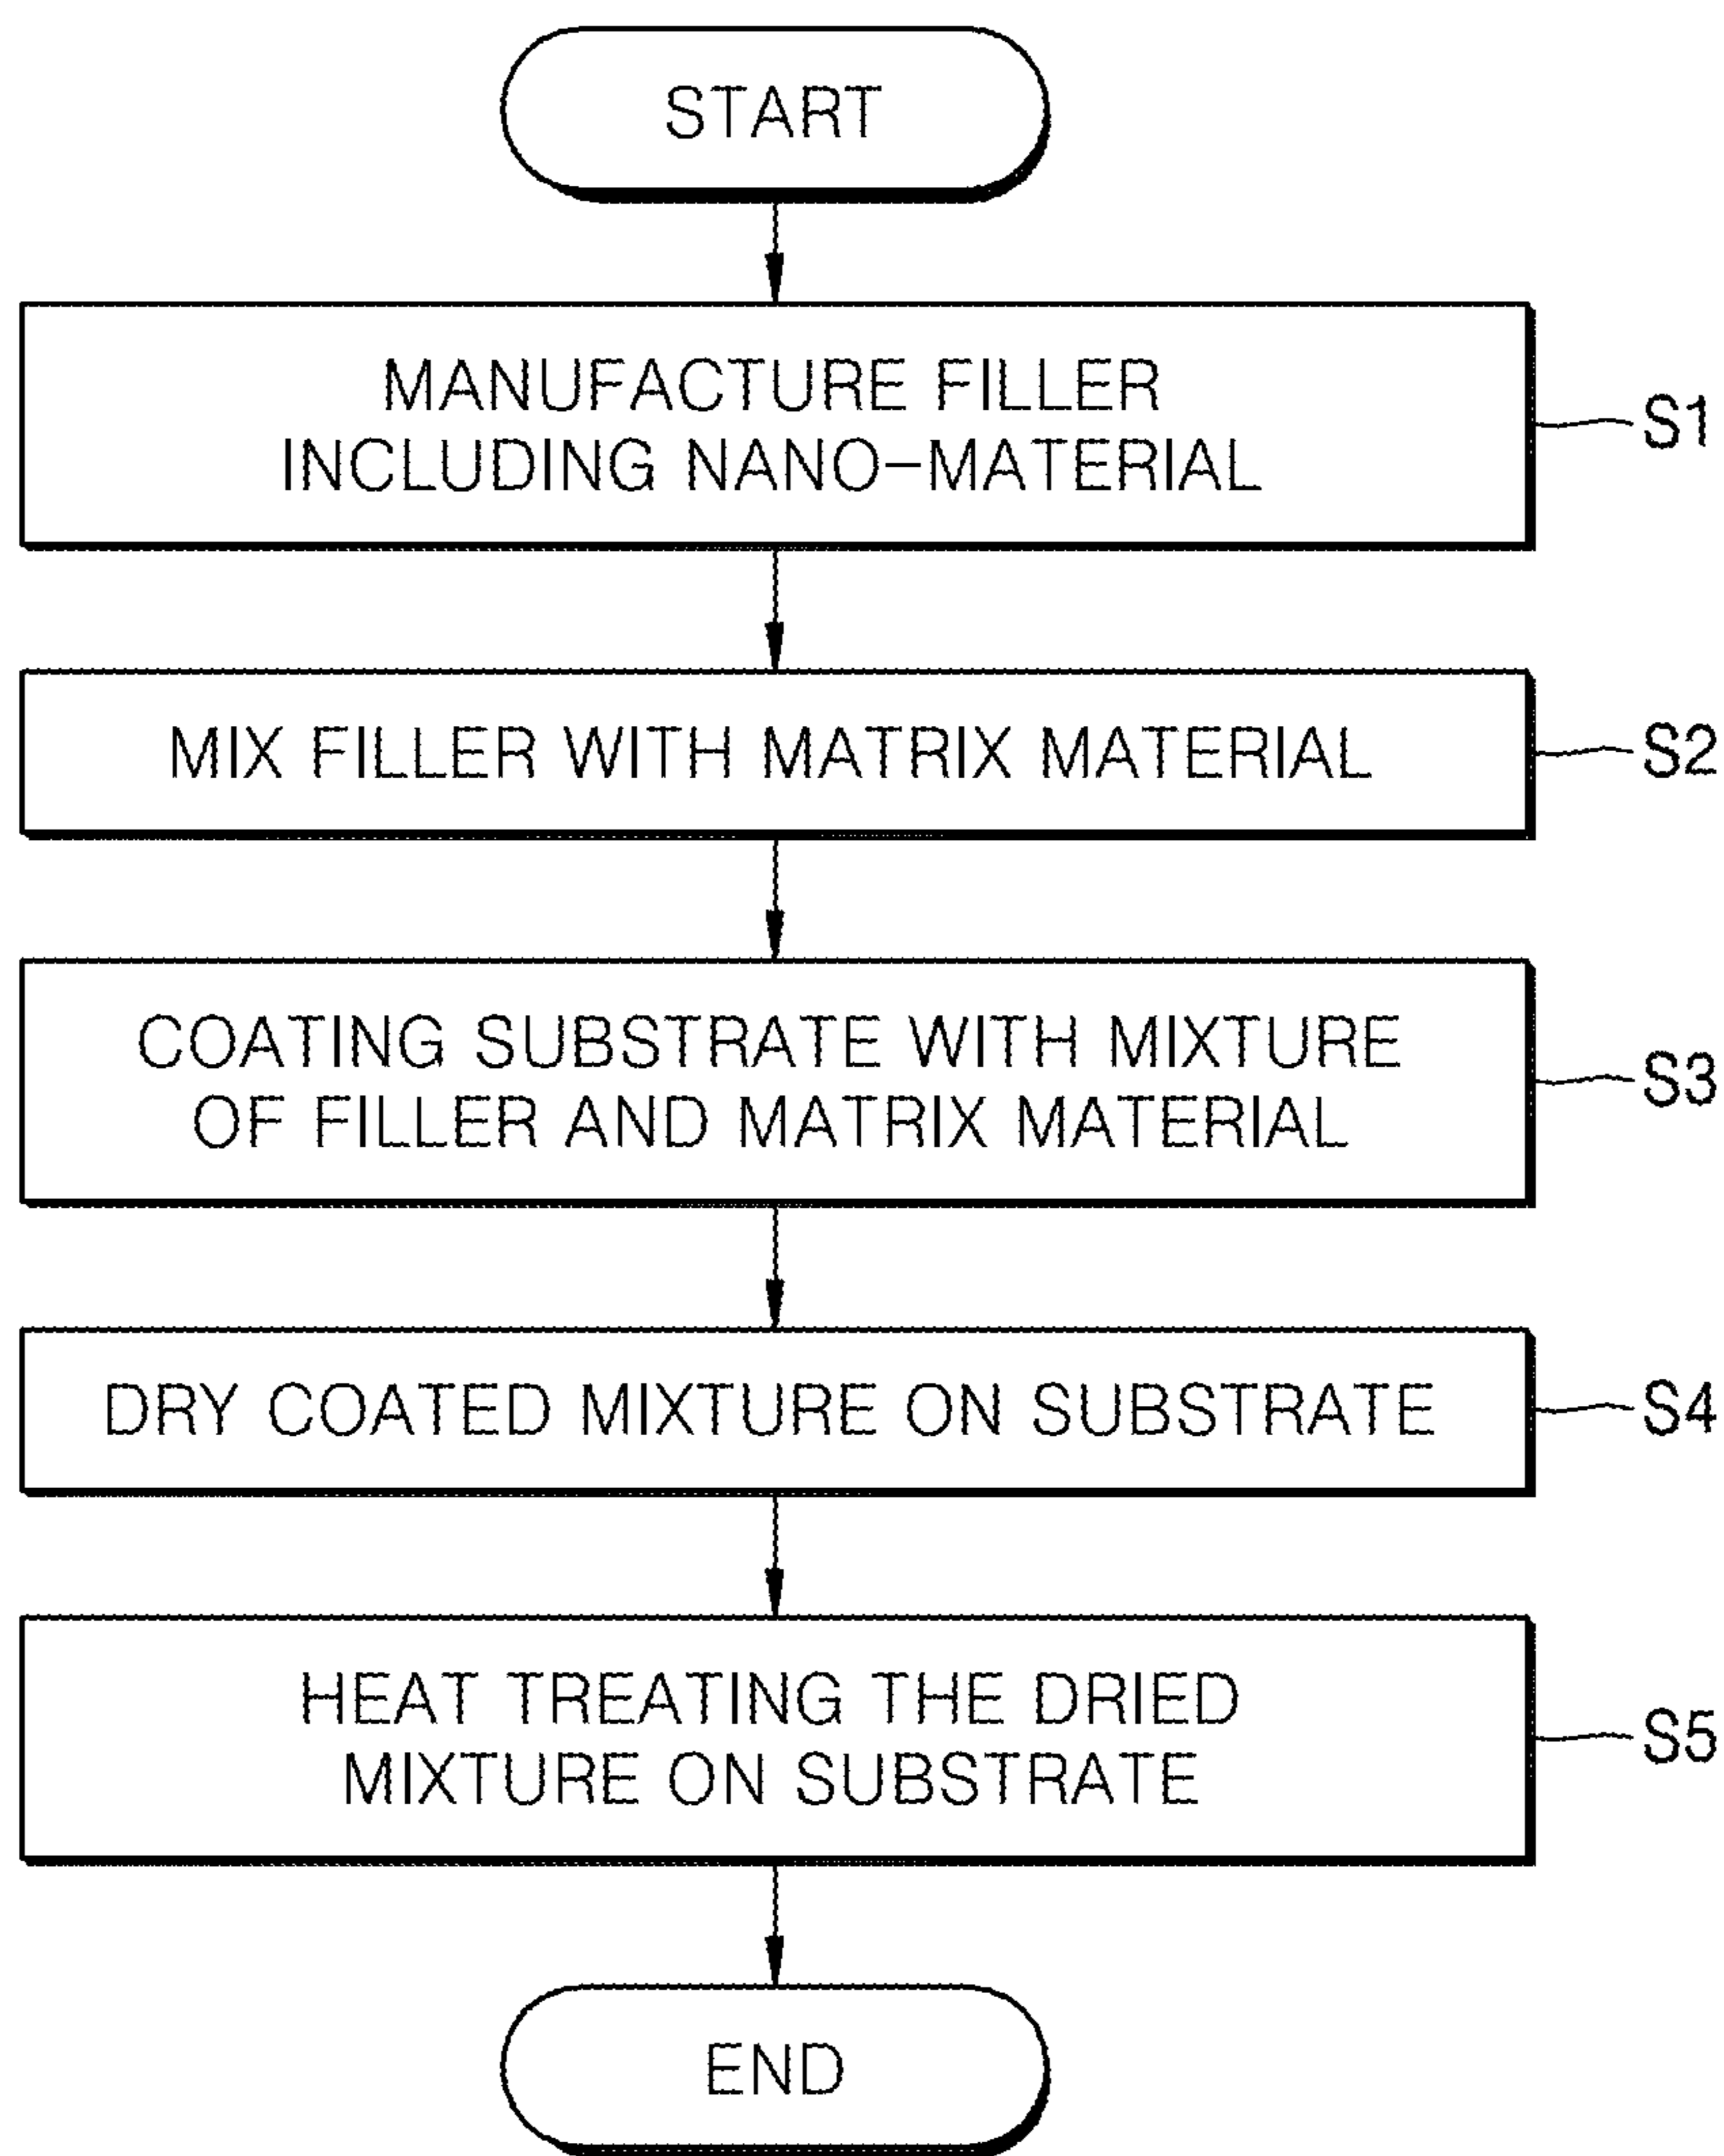 START
MANUFACTURE FILLER
INCLUDING NANO-MATERIAL
S1
MIX FILLER WITH MATRIX MATERIAL
S2
COATING SUBSTRATE WITH MIXTURE
OF FILLER AND MATRIX MATERIAL
S3
DRY COATED MIXTURE ON SUBSTRATE
S4
HEAT TREATING THE DRIED
MIXTURE ON SUBSTRATE
S5
END